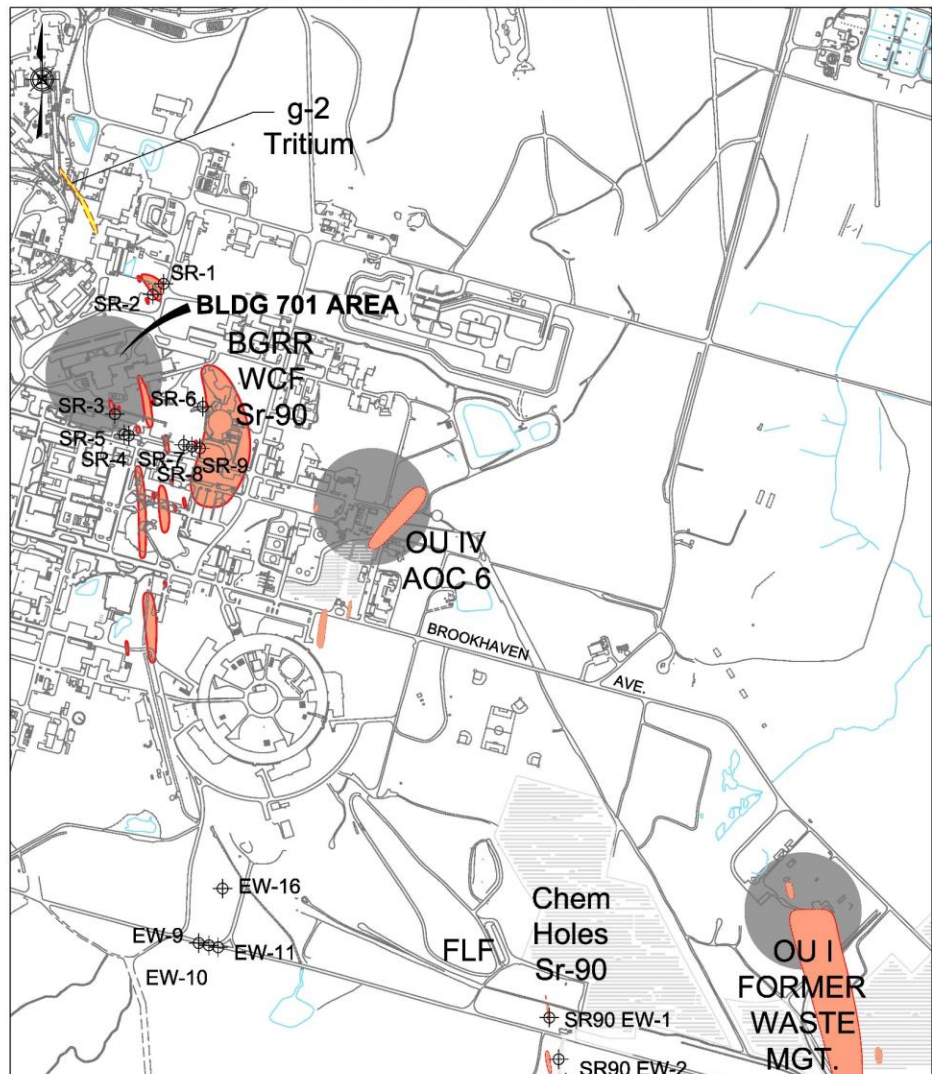 g-2
Tritium
SR-1
SR-2
BLDG 701 AREA
BGRR
WCF
Sr-90
SR-6
SR-3
SR-5
SR-4
SR-7
SR-8
SR-9
OU IV
AOC 6
BROOKHAVEN
AVE.
EW-16
EW-9
EW-11
EW-10
FLF
Chem
Holes
Sr-90
SR90 EW-1
SR90 EW-2
OU I
FORMER
WASTE
MGT.